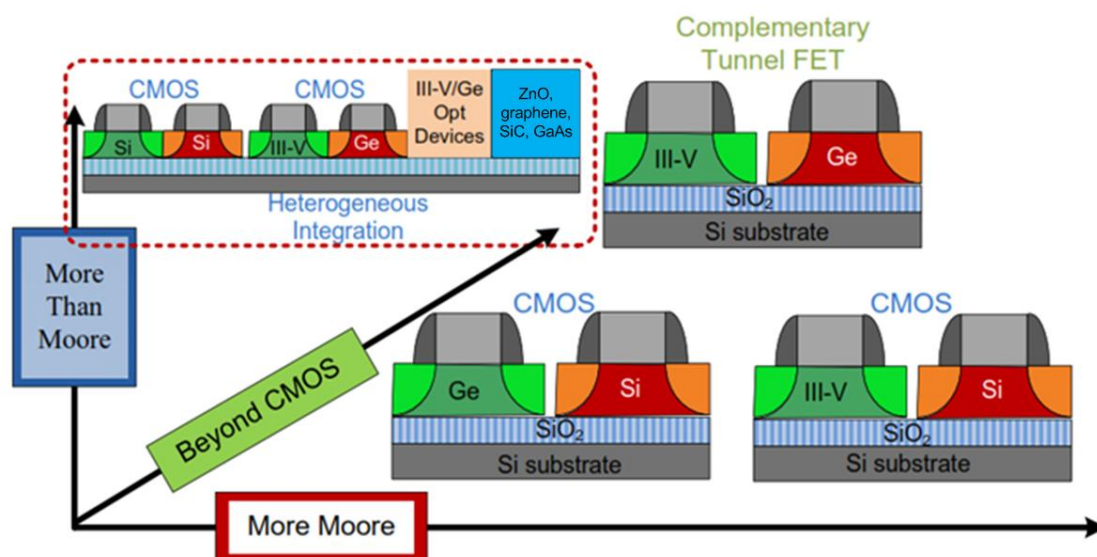 Complementary
Tunnel FET
CMOS
CMOS
III-V/Ge
Opt
Devices
ZnO,
graphene,
SiC, GaAs
Si
Si
III-V
Ge
III-V
Ge
SiO₂
Si substrate
Heterogeneous
Integration
More
Than
Moore
CMOS
CMOS
Beyond CMOS
Ge
Si
III-V
Si
SiO₂
SiO₂
Si substrate
Si substrate
More Moore